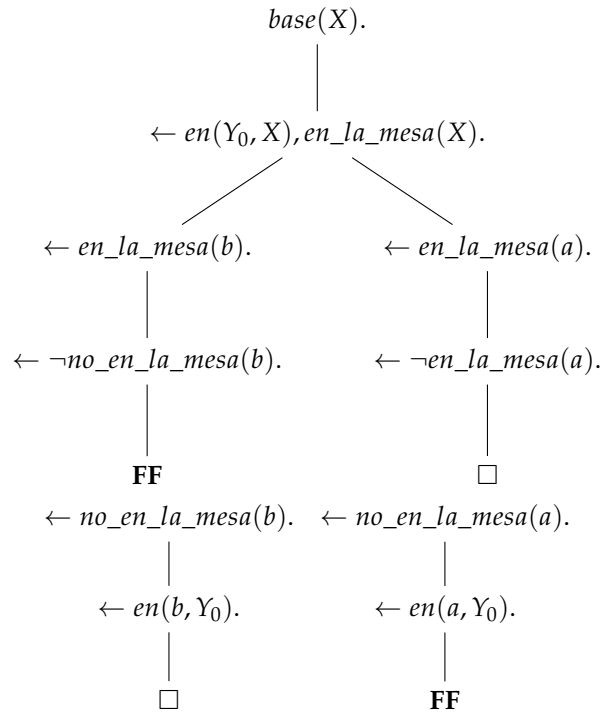 base(X).
← en(Y₀, X), en_la_mesa(X).
← en_la_mesa(b). ← en_la_mesa(a).
← ¬no_en_la_mesa(b). ← ¬en_la_mesa(a).
FF □
← no_en_la_mesa(b). ← no_en_la_mesa(a).
← en(b, Y₀). ← en(a, Y₀).
□ FF